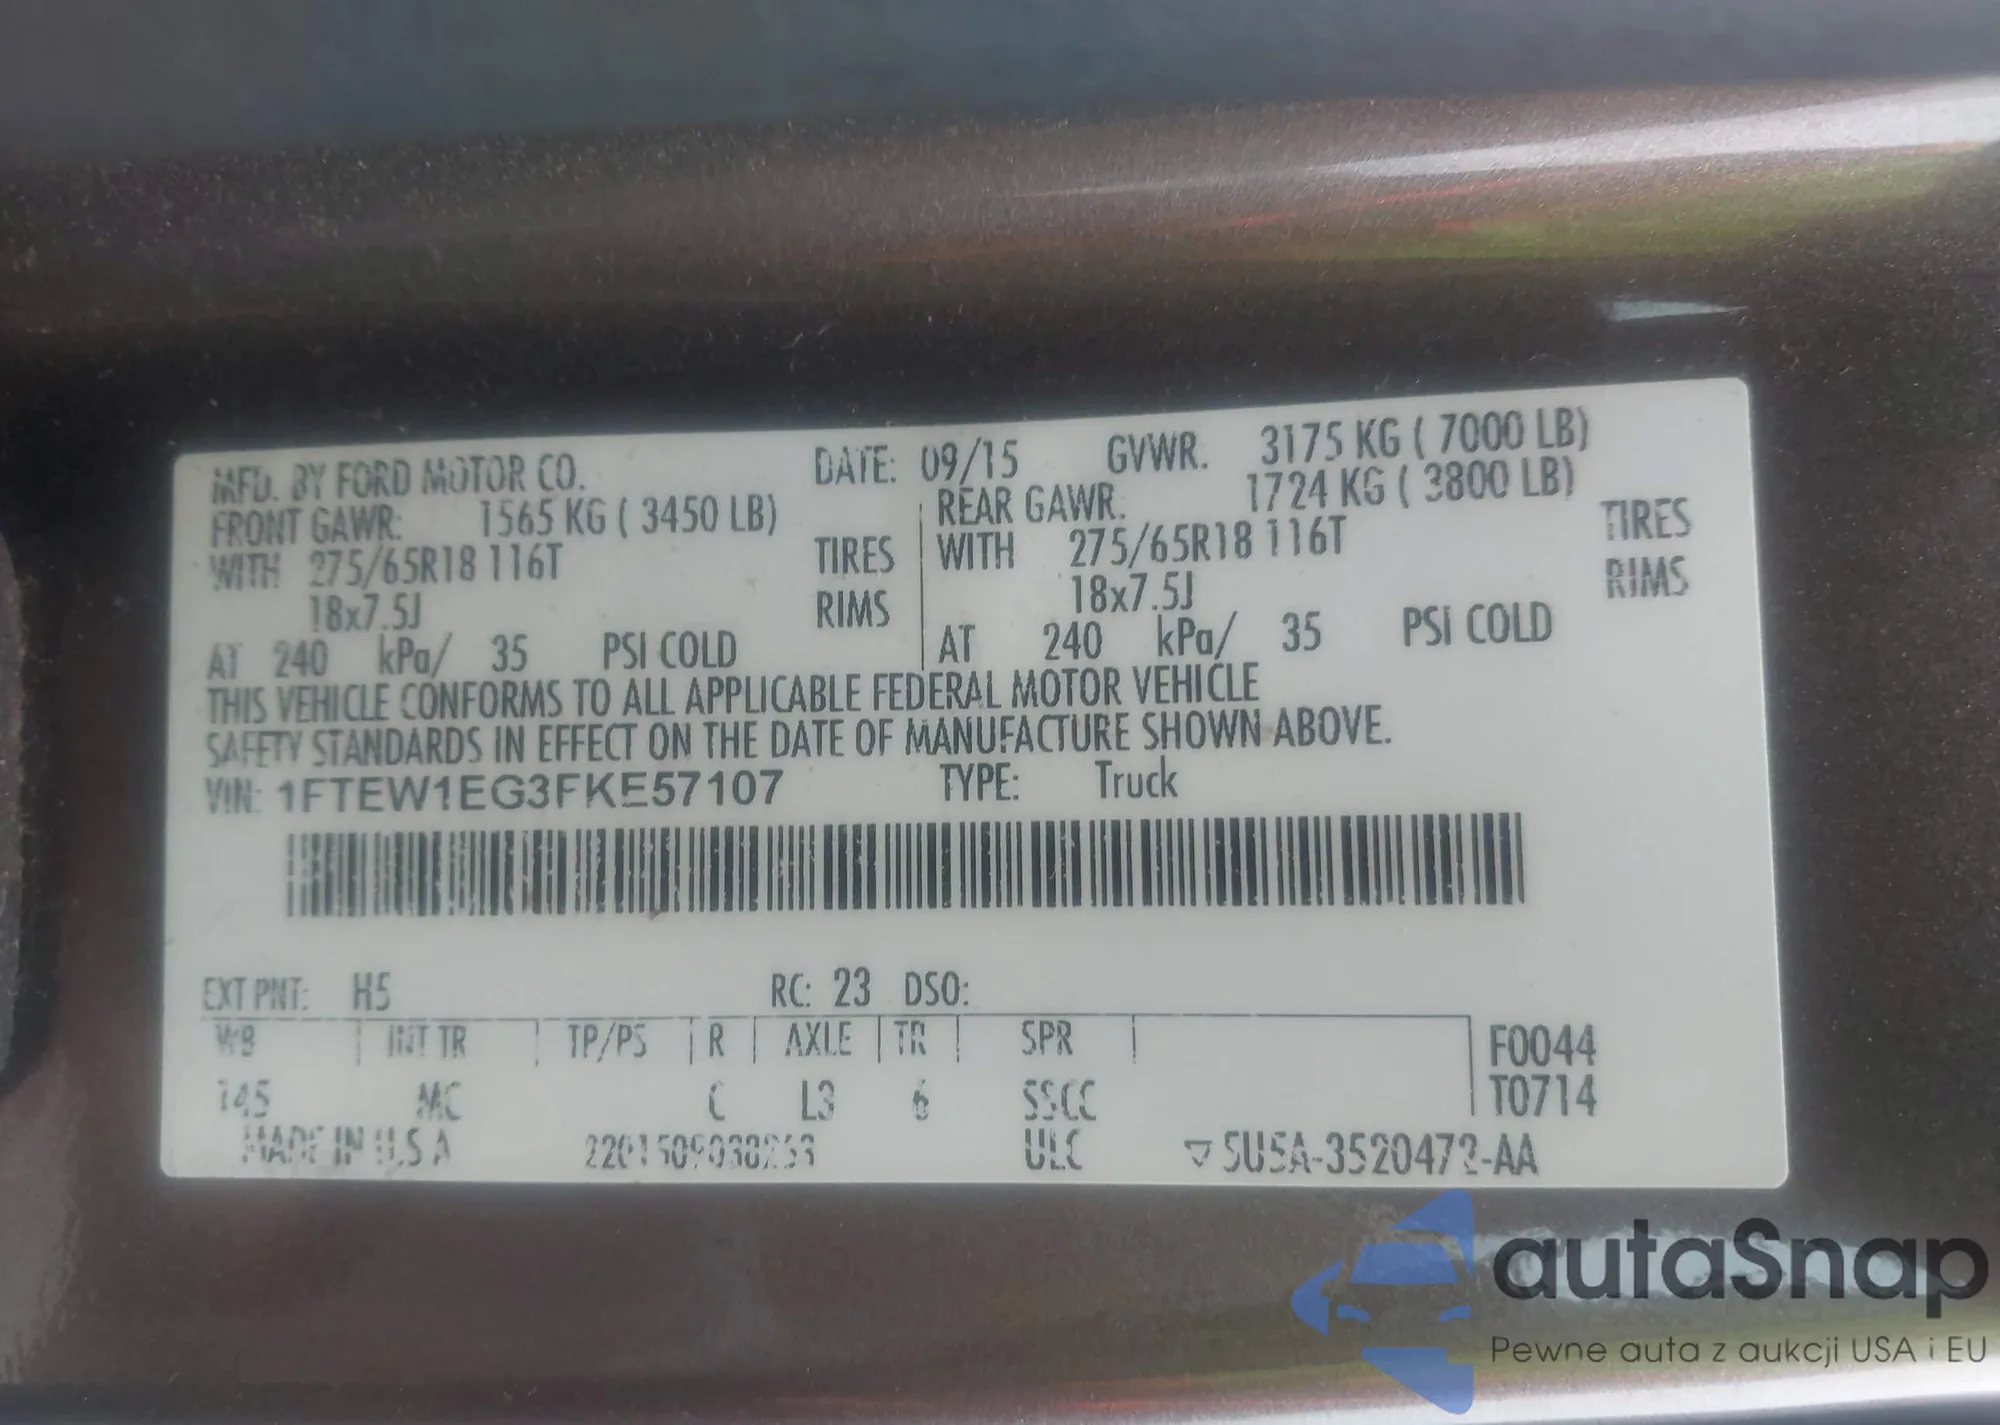 MFD. BY FORD MOTOR CO. DATE: 09/15 GVWR. 3175 KG ( 7000 LB)
FRONT GAWR: 1565 KG ( 3450 LB) REAR GAWR: 1724 KG ( 3800 LB)
WITH 275/65R18 116T TIRES WITH 275/65R18 116T TIRES
18x7.5J RIMS 18x7.5J RIMS
AT 240 kPa/ 35 PSI COLD AT 240 kPa/ 35 PSI COLD
THIS VEHICLE CONFORMS TO ALL APPLICABLE FEDERAL MOTOR VEHICLE
SAFETY STANDARDS IN EFFECT ON THE DATE OF MANUFACTURE SHOWN ABOVE.
VIN: 1FTEW1EG3FKE57107 TYPE: Truck
EXT PNT: H5 RC: 23 DSO:
WB INT TR TP/PS R AXLE TR SPR F0044
145 MC C L3 6 SSCC T0714
MADE IN U.S.A ULC ▽5U5A-3520472-AA
autaSnap
Pewne auta z aukcji USA i EU